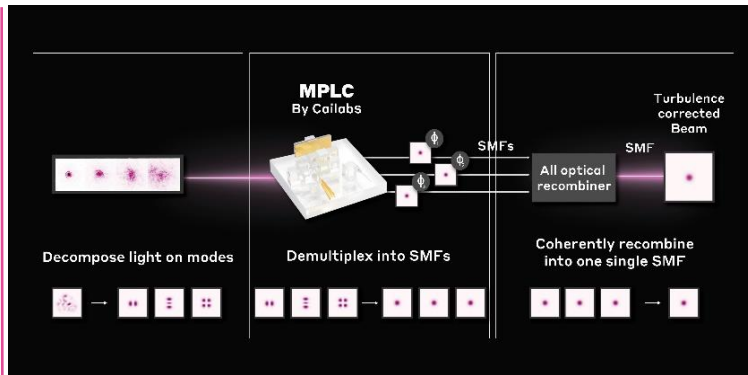 MPLC
By Cailabs
ϕ
ϕ
ϕ
SMFs
All optical
recombiner
SMF
Turbulence
corrected
Beam
Decompose light on modes
Demultiplex into SMFs
Coherently recombine
into one single SMF